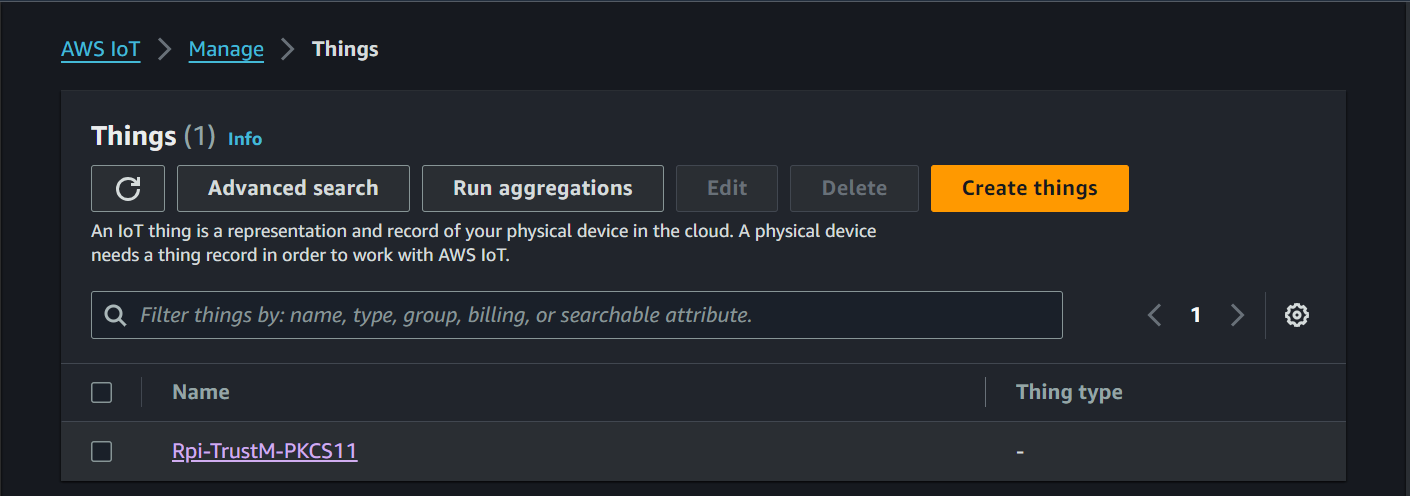 AWS IoT > Manage > Things
Things (1) Info
Advanced search Run aggregations Edit Delete Create things
An IoT thing is a representation and record of your physical device in the cloud. A physical device
needs a thing record in order to work with AWS IoT.
Filter things by: name, type, group, billing, or searchable attribute.
1
Name Thing type
Rpi-TrustM-PKCS11 -